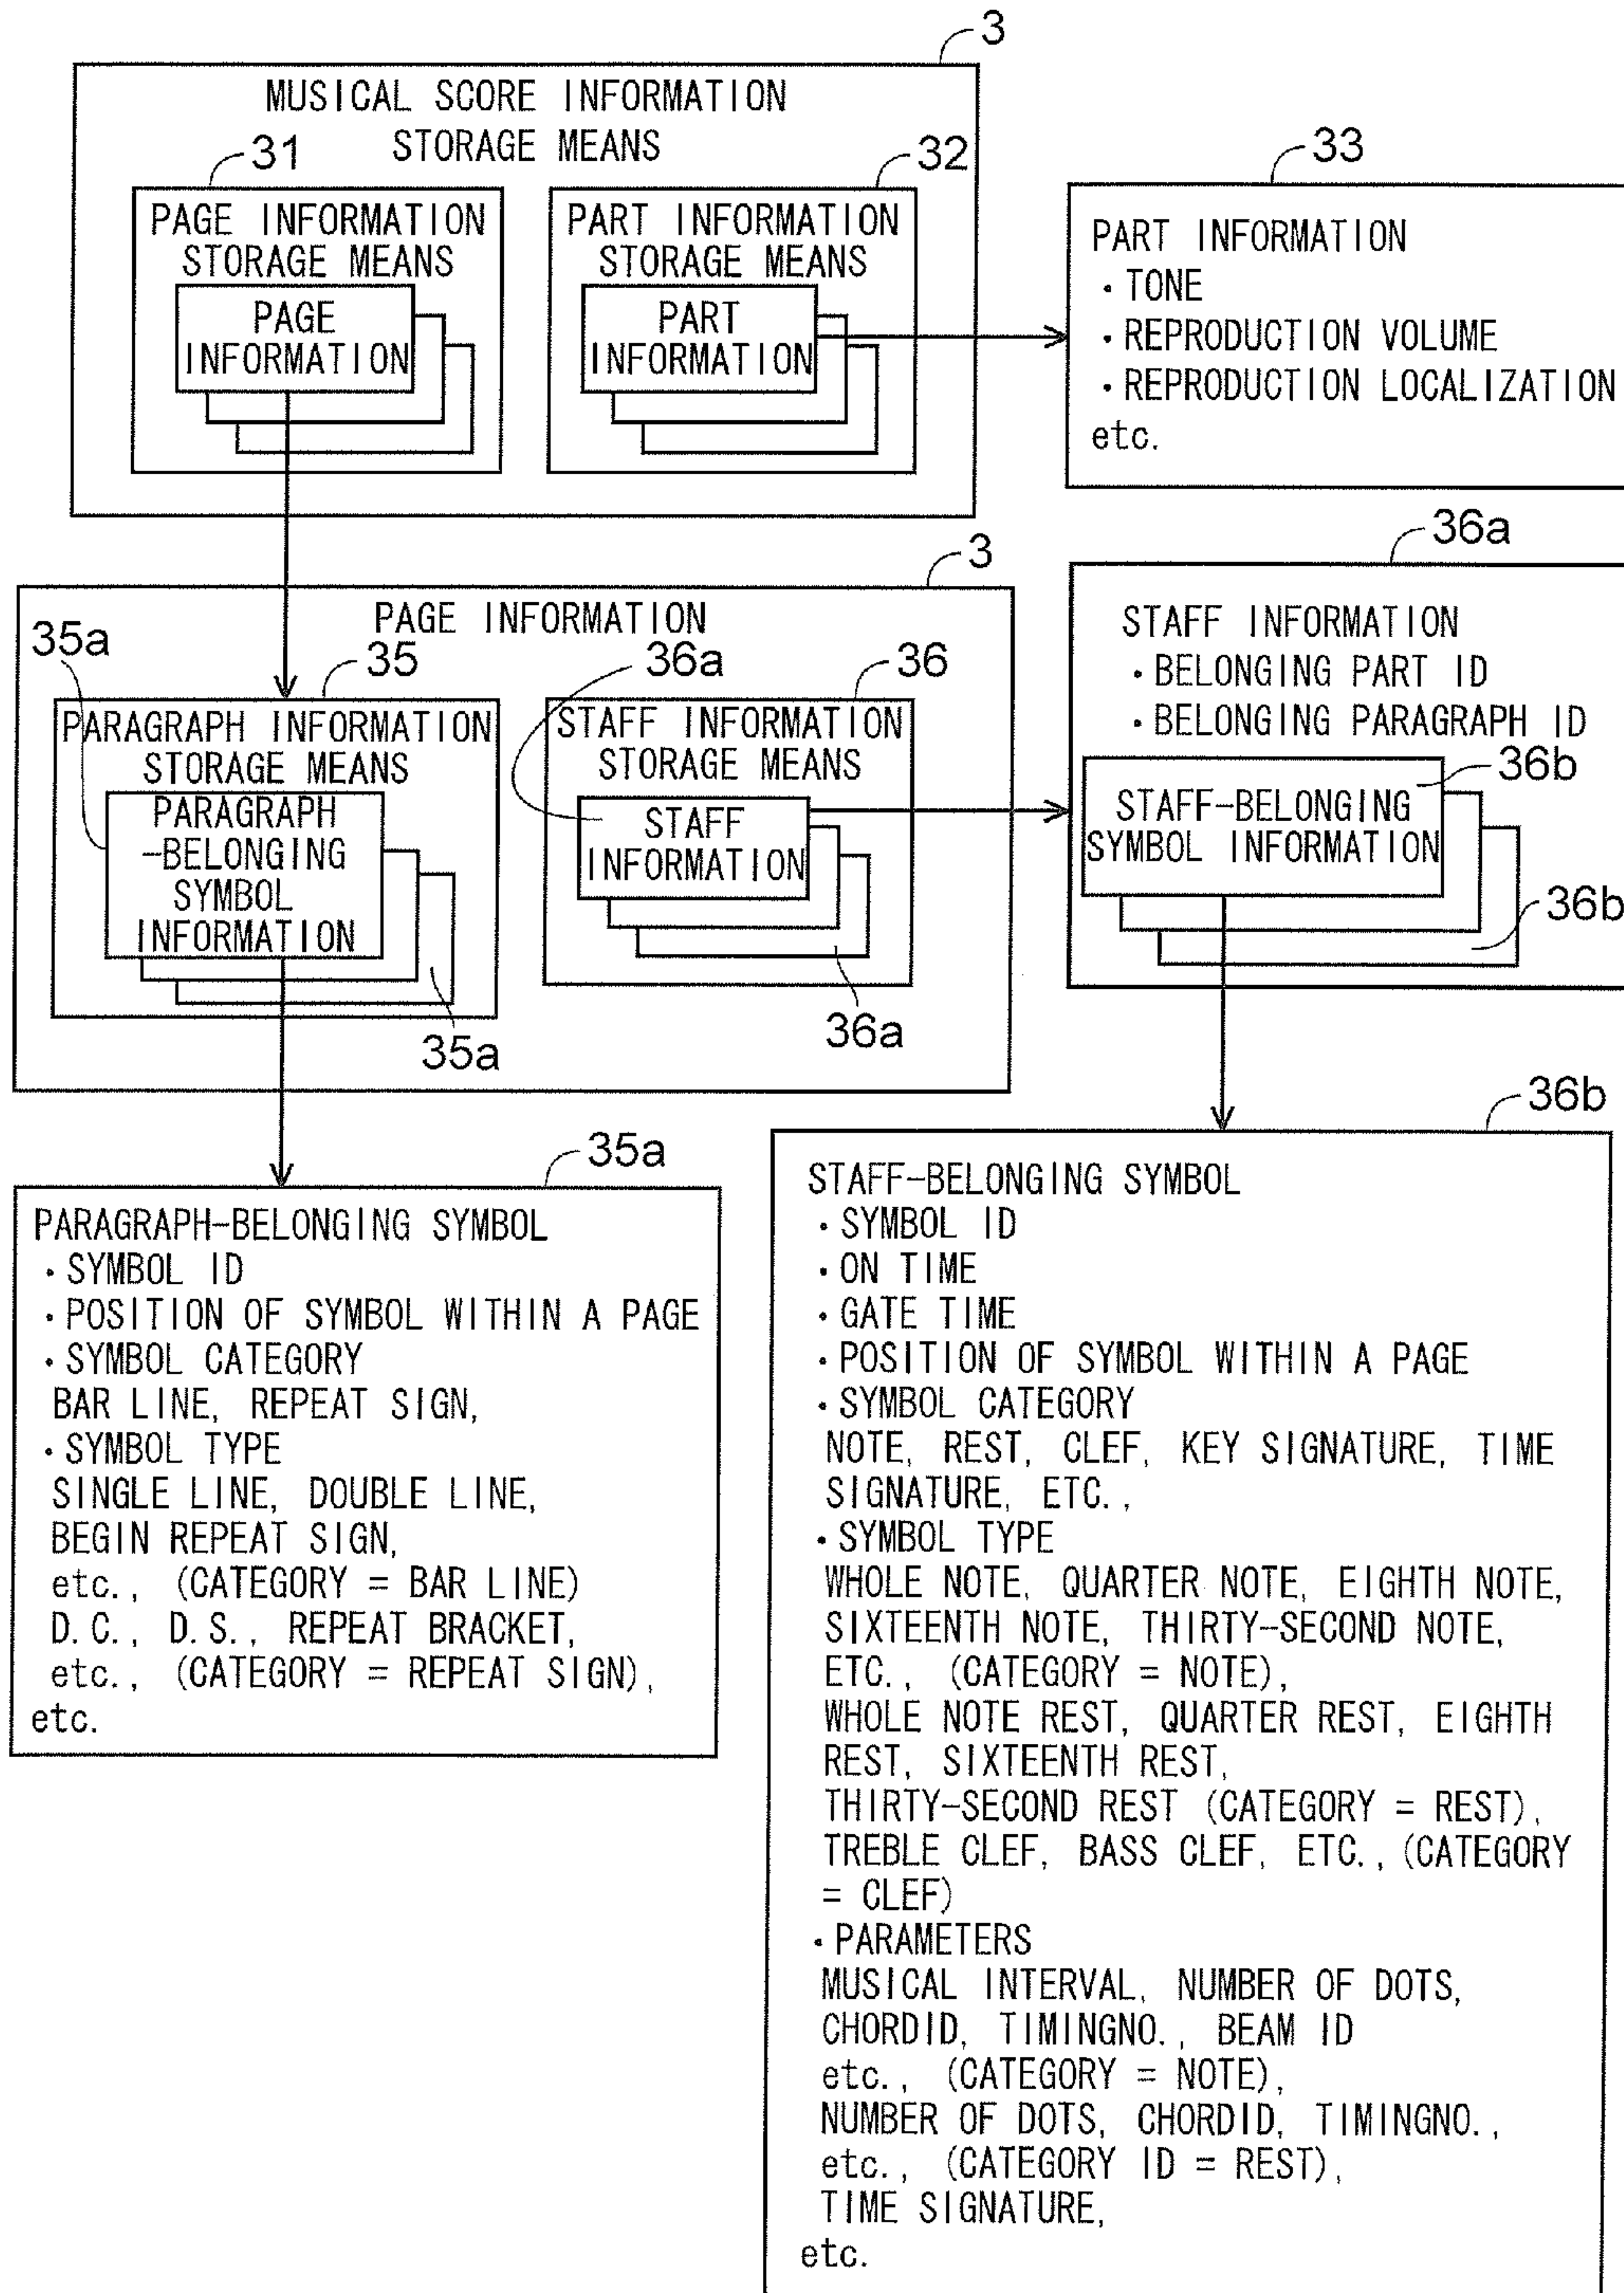 3
MUSICAL SCORE INFORMATION
STORAGE MEANS
31
32
PAGE INFORMATION
STORAGE MEANS
PAGE
INFORMATION
PART INFORMATION
STORAGE MEANS
PART
INFORMATION
33
PART INFORMATION
・TONE
・REPRODUCTION VOLUME
・REPRODUCTION LOCALIZATION
etc.
3
PAGE INFORMATION
35a
35
36a
36
PARAGRAPH INFORMATION
STORAGE MEANS
PARAGRAPH
-BELONGING
SYMBOL
INFORMATION
35a
STAFF INFORMATION
STORAGE MEANS
STAFF
INFORMATION
36a
36a
STAFF INFORMATION
・BELONGING PART ID
・BELONGING PARAGRAPH ID
36b
STAFF-BELONGING
SYMBOL INFORMATION
36b
35a
PARAGRAPH-BELONGING SYMBOL
・SYMBOL ID
・POSITION OF SYMBOL WITHIN A PAGE
・SYMBOL CATEGORY
BAR LINE, REPEAT SIGN,
・SYMBOL TYPE
SINGLE LINE, DOUBLE LINE,
BEGIN REPEAT SIGN,
etc., (CATEGORY = BAR LINE)
D.C., D.S., REPEAT BRACKET,
etc., (CATEGORY = REPEAT SIGN),
etc.
36b
STAFF-BELONGING SYMBOL
・SYMBOL ID
・ON TIME
・GATE TIME
・POSITION OF SYMBOL WITHIN A PAGE
・SYMBOL CATEGORY
NOTE, REST, CLEF, KEY SIGNATURE, TIME
SIGNATURE, ETC.,
・SYMBOL TYPE
WHOLE NOTE, QUARTER NOTE, EIGHTH NOTE,
SIXTEENTH NOTE, THIRTY-SECOND NOTE,
ETC., (CATEGORY = NOTE),
WHOLE NOTE REST, QUARTER REST, EIGHTH
REST, SIXTEENTH REST,
THIRTY-SECOND REST (CATEGORY = REST),
TREBLE CLEF, BASS CLEF, ETC., (CATEGORY
= CLEF)
・PARAMETERS
MUSICAL INTERVAL, NUMBER OF DOTS,
CHORDID, TIMINGNO., BEAM ID
etc., (CATEGORY = NOTE),
NUMBER OF DOTS, CHORDID, TIMINGNO.,
etc., (CATEGORY ID = REST),
TIME SIGNATURE,
etc.